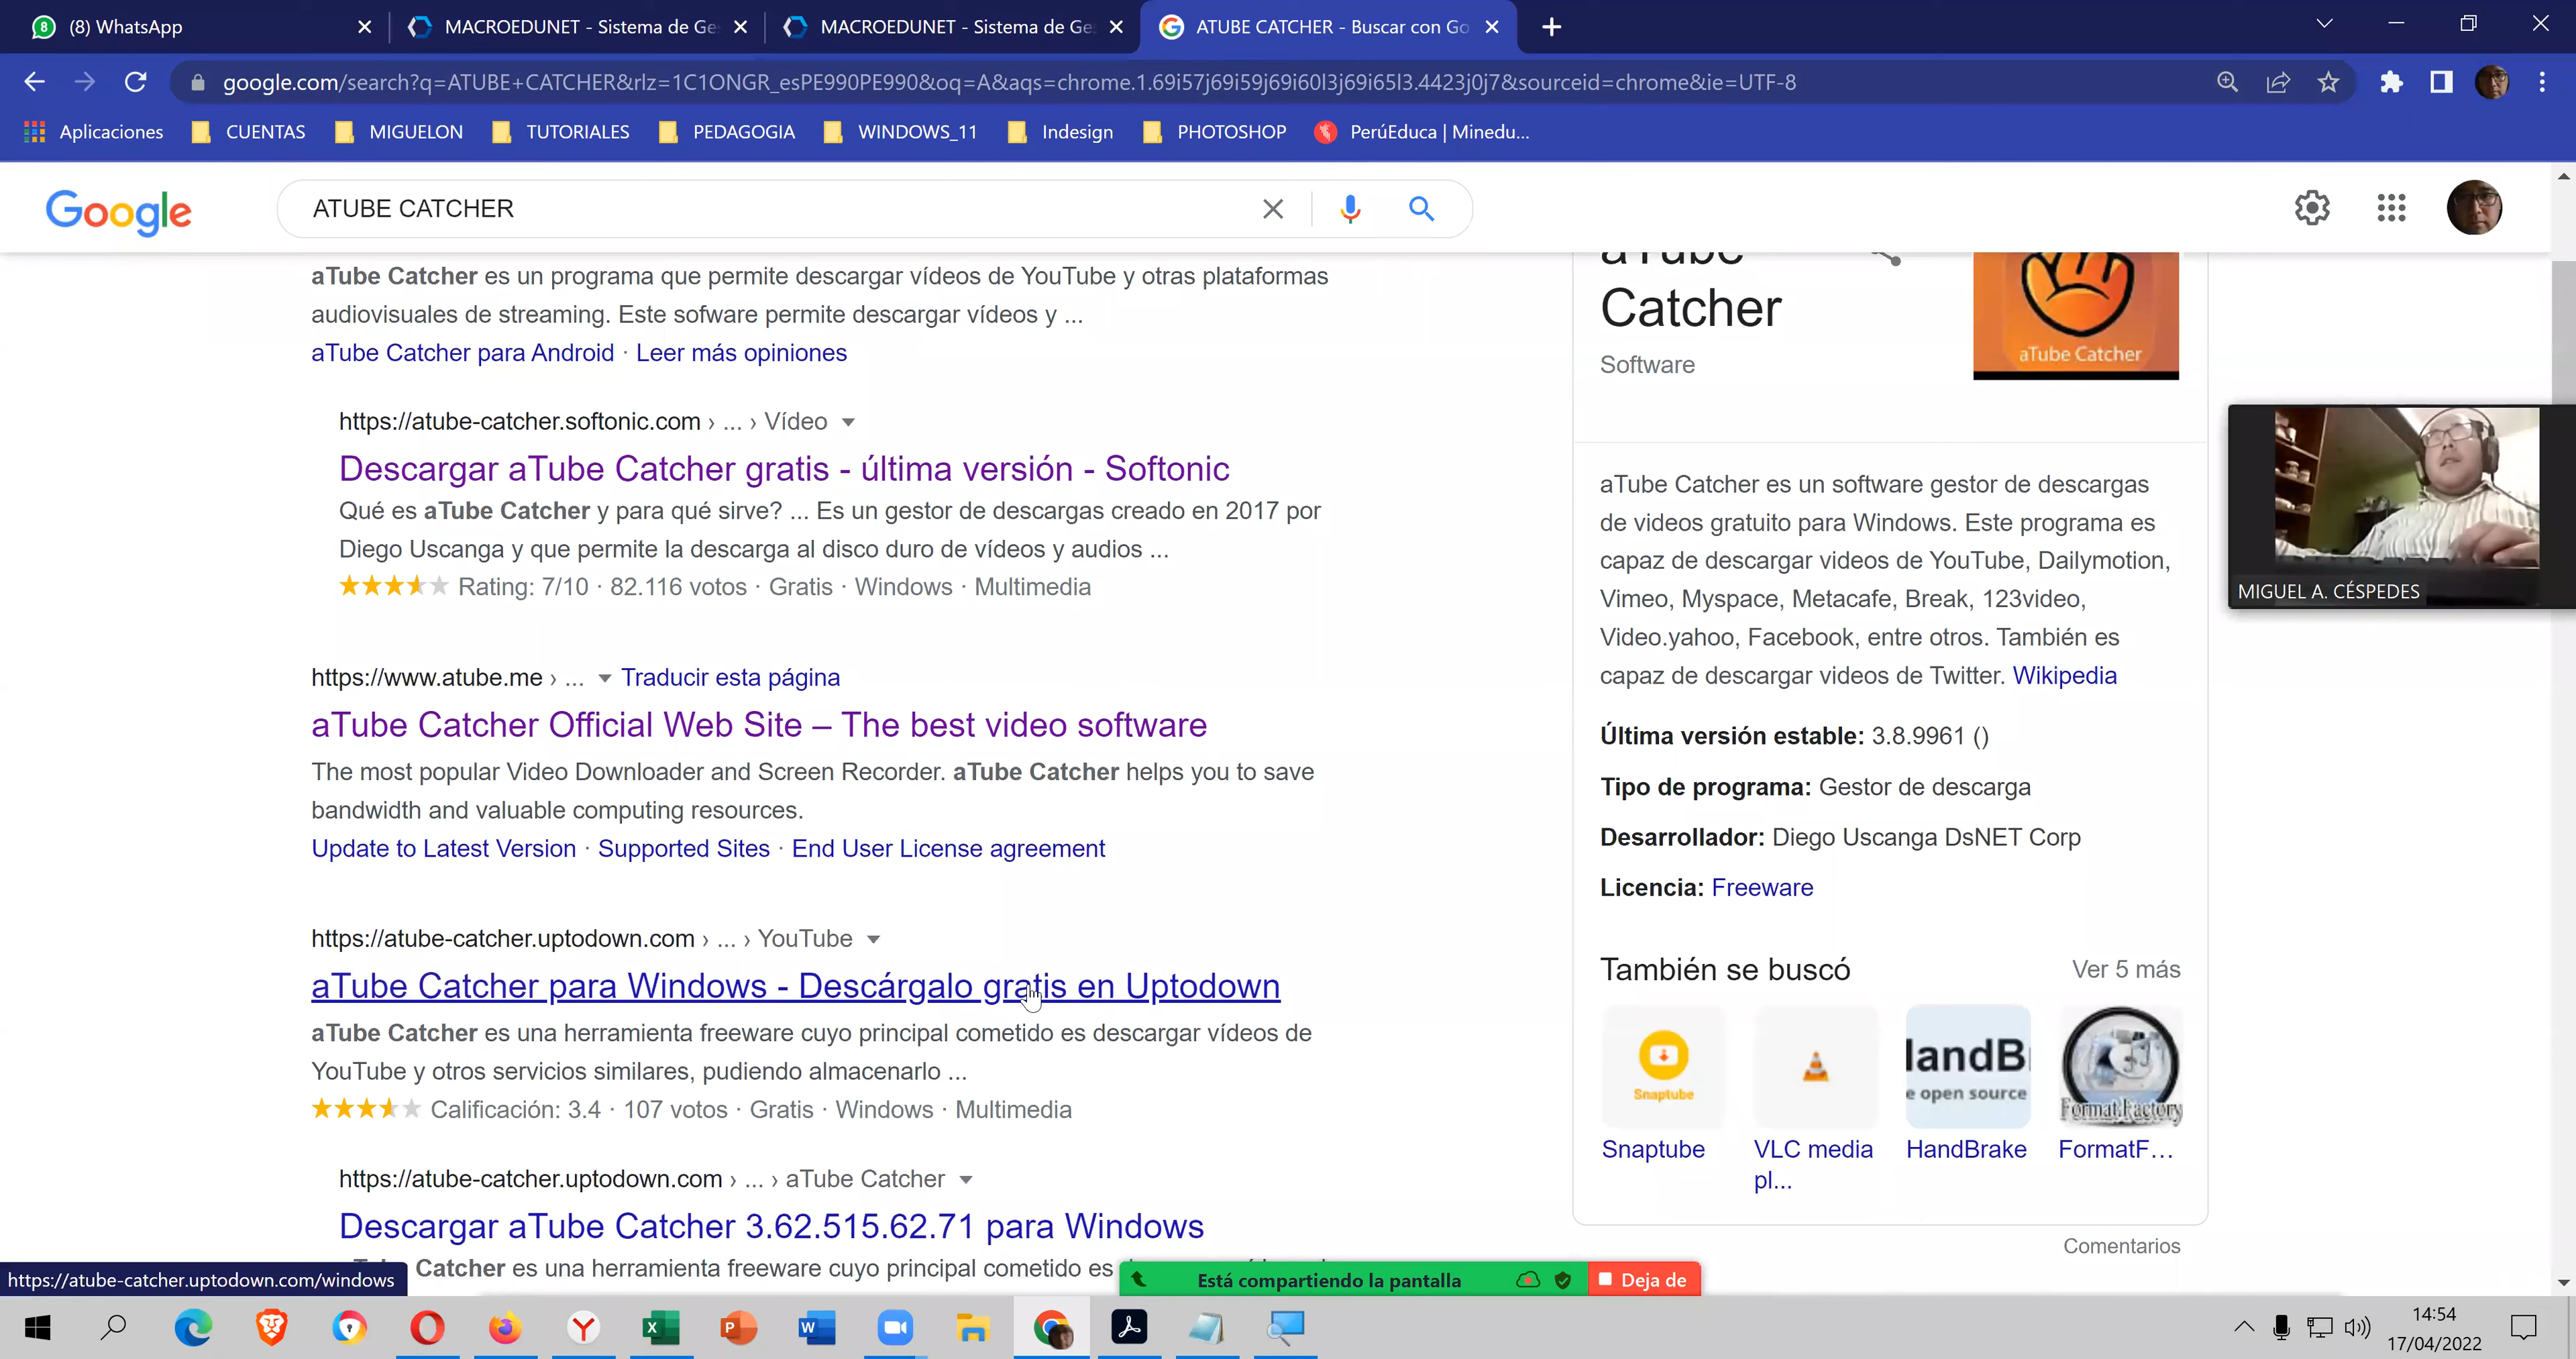 (8) WhatsApp
MACROEDUNET - Sistema de Ge
MACROEDUNET - Sistema de Ge
ATUBE CATCHER - Buscar con Go
google.com/search?q=ATUBE+CATCHER&rlz=1C1ONGR_esPE990PE990&oq=A&aqs=chrome.1.69i57j69i59j69i60l3j69i65l3.4423j0j7&sourceid=chrome&ie=UTF-8
Aplicaciones CUENTAS MIGUELON TUTORIALES PEDAGOGIA WINDOWS_11 Indesign PHOTOSHOP PerúEduca | Minedu...
Google
ATUBE CATCHER
aTube Catcher es un programa que permite descargar vídeos de YouTube y otras plataformas
audiovisuales de streaming. Este sofware permite descargar vídeos y ...
aTube Catcher para Android · Leer más opiniones
https://atube-catcher.softonic.com › ... › Vídeo
Descargar aTube Catcher gratis - última versión - Softonic
Qué es aTube Catcher y para qué sirve? ... Es un gestor de descargas creado en 2017 por
Diego Uscanga y que permite la descarga al disco duro de vídeos y audios ...
Rating: 7/10 · 82.116 votos · Gratis · Windows · Multimedia
https://www.atube.me › ... Traducir esta página
aTube Catcher Official Web Site – The best video software
The most popular Video Downloader and Screen Recorder. aTube Catcher helps you to save
bandwidth and valuable computing resources.
Update to Latest Version · Supported Sites · End User License agreement
https://atube-catcher.uptodown.com › ... › YouTube
aTube Catcher para Windows - Descárgalo gratis en Uptodown
aTube Catcher es una herramienta freeware cuyo principal cometido es descargar vídeos de
YouTube y otros servicios similares, pudiendo almacenarlo ...
Calificación: 3.4 · 107 votos · Gratis · Windows · Multimedia
https://atube-catcher.uptodown.com › ... › aTube Catcher
Descargar aTube Catcher 3.62.515.62.71 para Windows
Catcher es una herramienta freeware cuyo principal cometido es
https://atube-catcher.uptodown.com/windows
aTube
Catcher
Software
aTube Catcher
aTube Catcher es un software gestor de descargas
de videos gratuito para Windows. Este programa es
capaz de descargar videos de YouTube, Dailymotion,
Vimeo, Myspace, Metacafe, Break, 123video,
Video.yahoo, Facebook, entre otros. También es
capaz de descargar videos de Twitter. Wikipedia
Última versión estable: 3.8.9961 ()
Tipo de programa: Gestor de descarga
Desarrollador: Diego Uscanga DsNET Corp
Licencia: Freeware
También se buscó Ver 5 más
Snaptube
HandB
e open source
Format Factory
Snaptube
VLC media
pl...
HandBrake
FormatF...
Comentarios
MIGUEL A. CÉSPEDES
Está compartiendo la pantalla
Deja de
14:54
17/04/2022